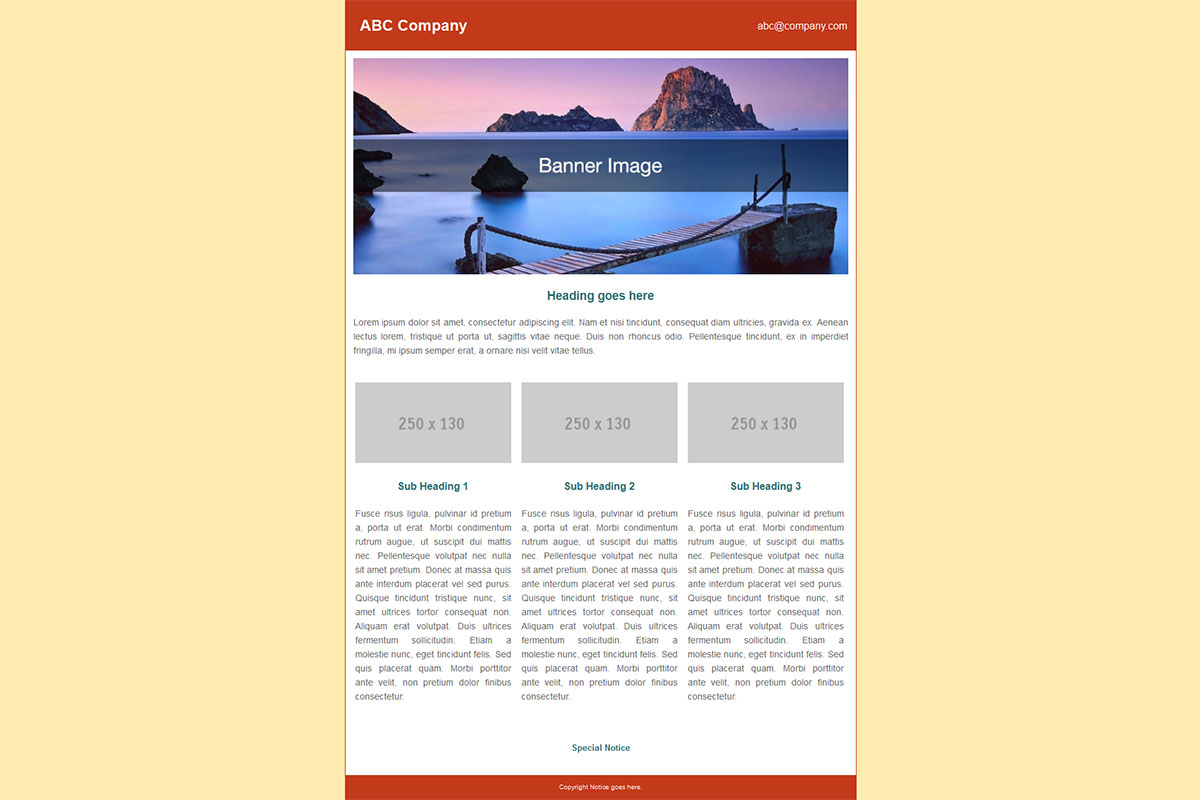 ABC Company
abc@company.com
Banner Image
Heading goes here
Lorem ipsum dolor sit amet, consectetur adipiscing elit. Nam et nisi tincidunt, consequat diam ultricies, gravida ex. Aenean
lectus lorem, tristique ut porta ut, sagittis vitae neque. Duis non rhoncus odio. Pellentesque tincidunt, ex in imperdiet
fringilla, mi ipsum semper erat, a ornare nisi velit vitae tellus.
250 x 130
250 x 130
250 x 130
Sub Heading 1
Fusce risus ligula, pulvinar id pretium
a, porta ut erat. Morbi condimentum
rutrum augue, ut suscipit dui mattis
nec. Pellentesque volutpat nec nulla
sit amet pretium. Donec at massa quis
ante interdum placerat vel sed purus.
Quisque tincidunt tristique nunc, sit
amet ultrices tortor consequat non.
Aliquam erat volutpat. Duis ultrices
fermentum sollicitudin. Etiam a
molestie nunc, eget tincidunt felis. Sed
quis placerat quam. Morbi porttitor
ante velit, non pretium dolor finibus
consectetur.
Sub Heading 2
Fusce risus ligula, pulvinar id pretium
a, porta ut erat. Morbi condimentum
rutrum augue, ut suscipit dui mattis
nec. Pellentesque volutpat nec nulla
sit amet pretium. Donec at massa quis
ante interdum placerat vel sed purus.
Quisque tincidunt tristique nunc, sit
amet ultrices tortor consequat non.
Aliquam erat volutpat. Duis ultrices
fermentum sollicitudin. Etiam a
molestie nunc, eget tincidunt felis. Sed
quis placerat quam. Morbi porttitor
ante velit, non pretium dolor finibus
consectetur.
Sub Heading 3
Fusce risus ligula, pulvinar id pretium
a, porta ut erat. Morbi condimentum
rutrum augue, ut suscipit dui mattis
nec. Pellentesque volutpat nec nulla
sit amet pretium. Donec at massa quis
ante interdum placerat vel sed purus.
Quisque tincidunt tristique nunc, sit
amet ultrices tortor consequat non.
Aliquam erat volutpat. Duis ultrices
fermentum sollicitudin. Etiam a
molestie nunc, eget tincidunt felis. Sed
quis placerat quam. Morbi porttitor
ante velit, non pretium dolor finibus
consectetur.
Special Notice
Copyright Notice goes here.